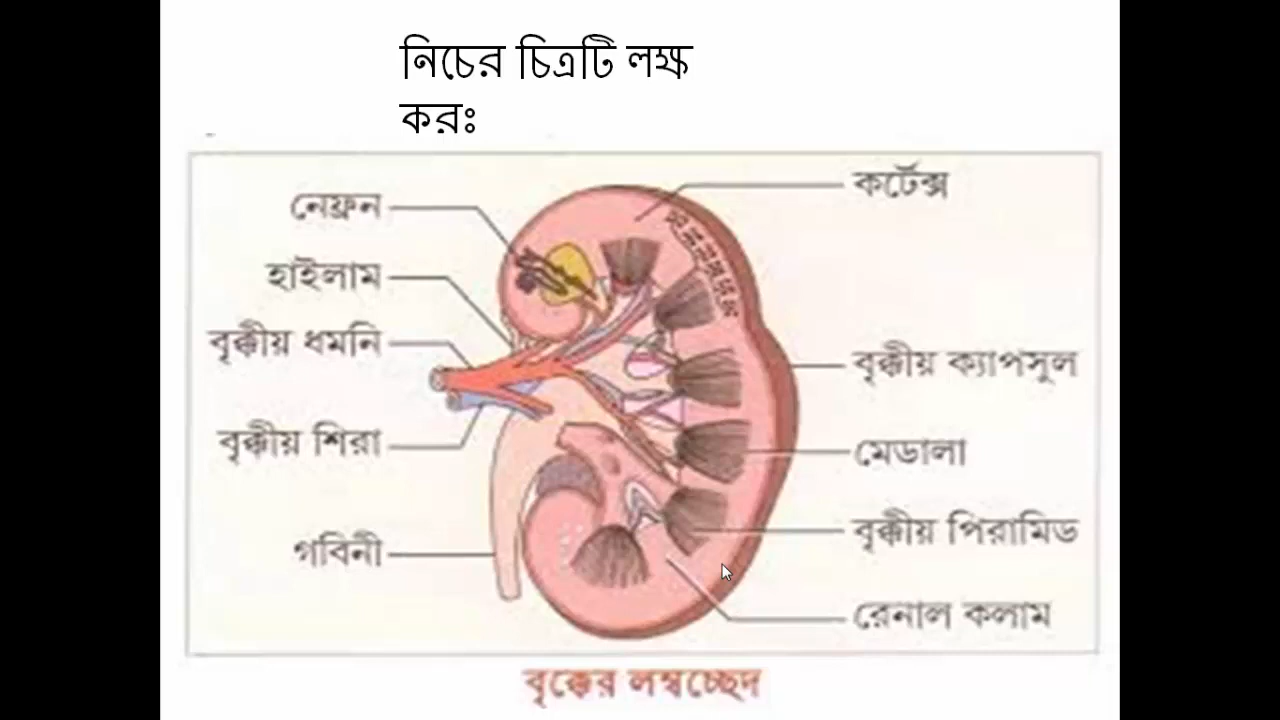 নিচের চিত্রটি লক্ষ
করঃ
নেফ্রন
কর্টেক্স
হাইলাম
বৃক্কীয় ধমনি
বৃক্কীয় ক্যাপসুল
বৃক্কীয় শিরা
মেডালা
গবিনী
বৃক্কীয় পিরামিড
রেনাল কলাম
বৃক্কের লম্বচ্ছেদ